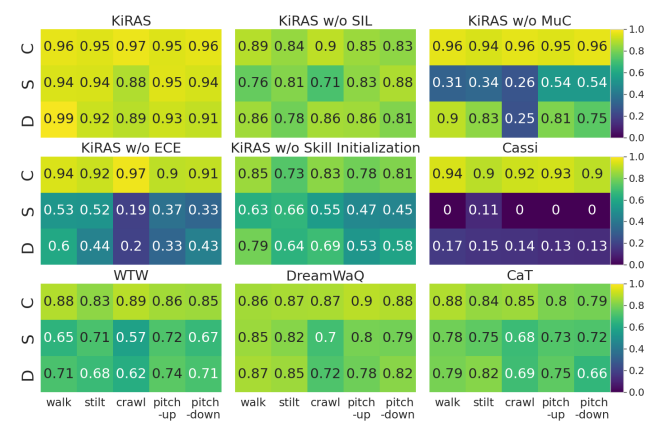 KiRAS KiRAS w/o SIL KiRAS w/o MuC
C 0.96 0.95 0.97 0.95 0.96 0.89 0.84 0.9 0.85 0.83 0.96 0.94 0.96 0.95 0.96 1.0
0.8
S 0.94 0.94 0.88 0.95 0.94 0.76 0.81 0.71 0.83 0.88 0.31 0.34 0.26 0.54 0.54 0.6
0.4
D 0.99 0.92 0.89 0.93 0.91 0.86 0.78 0.86 0.86 0.81 0.9 0.83 0.25 0.81 0.75 0.2
0.0
KiRAS w/o ECE KiRAS w/o Skill Initialization Cassi
C 0.94 0.92 0.97 0.9 0.91 0.85 0.73 0.83 0.78 0.81 0.94 0.9 0.92 0.93 0.9 1.0
0.8
S 0.53 0.52 0.19 0.37 0.33 0.63 0.66 0.55 0.47 0.45 0 0.11 0 0 0 0.6
0.4
D 0.6 0.44 0.2 0.33 0.43 0.79 0.64 0.69 0.53 0.58 0.17 0.15 0.14 0.13 0.13 0.2
0.0
WTW DreamWaQ CaT
C 0.88 0.83 0.89 0.86 0.85 0.86 0.87 0.87 0.9 0.88 0.88 0.84 0.85 0.8 0.79 1.0
0.8
S 0.65 0.71 0.57 0.72 0.67 0.85 0.82 0.7 0.8 0.79 0.78 0.75 0.68 0.73 0.72 0.6
0.4
D 0.71 0.68 0.62 0.74 0.71 0.87 0.85 0.72 0.78 0.82 0.79 0.82 0.69 0.75 0.66 0.2
0.0
walk stilt crawl pitch pitch walk stilt crawl pitch pitch walk stilt crawl pitch pitch
-up -down -up -down -up -down